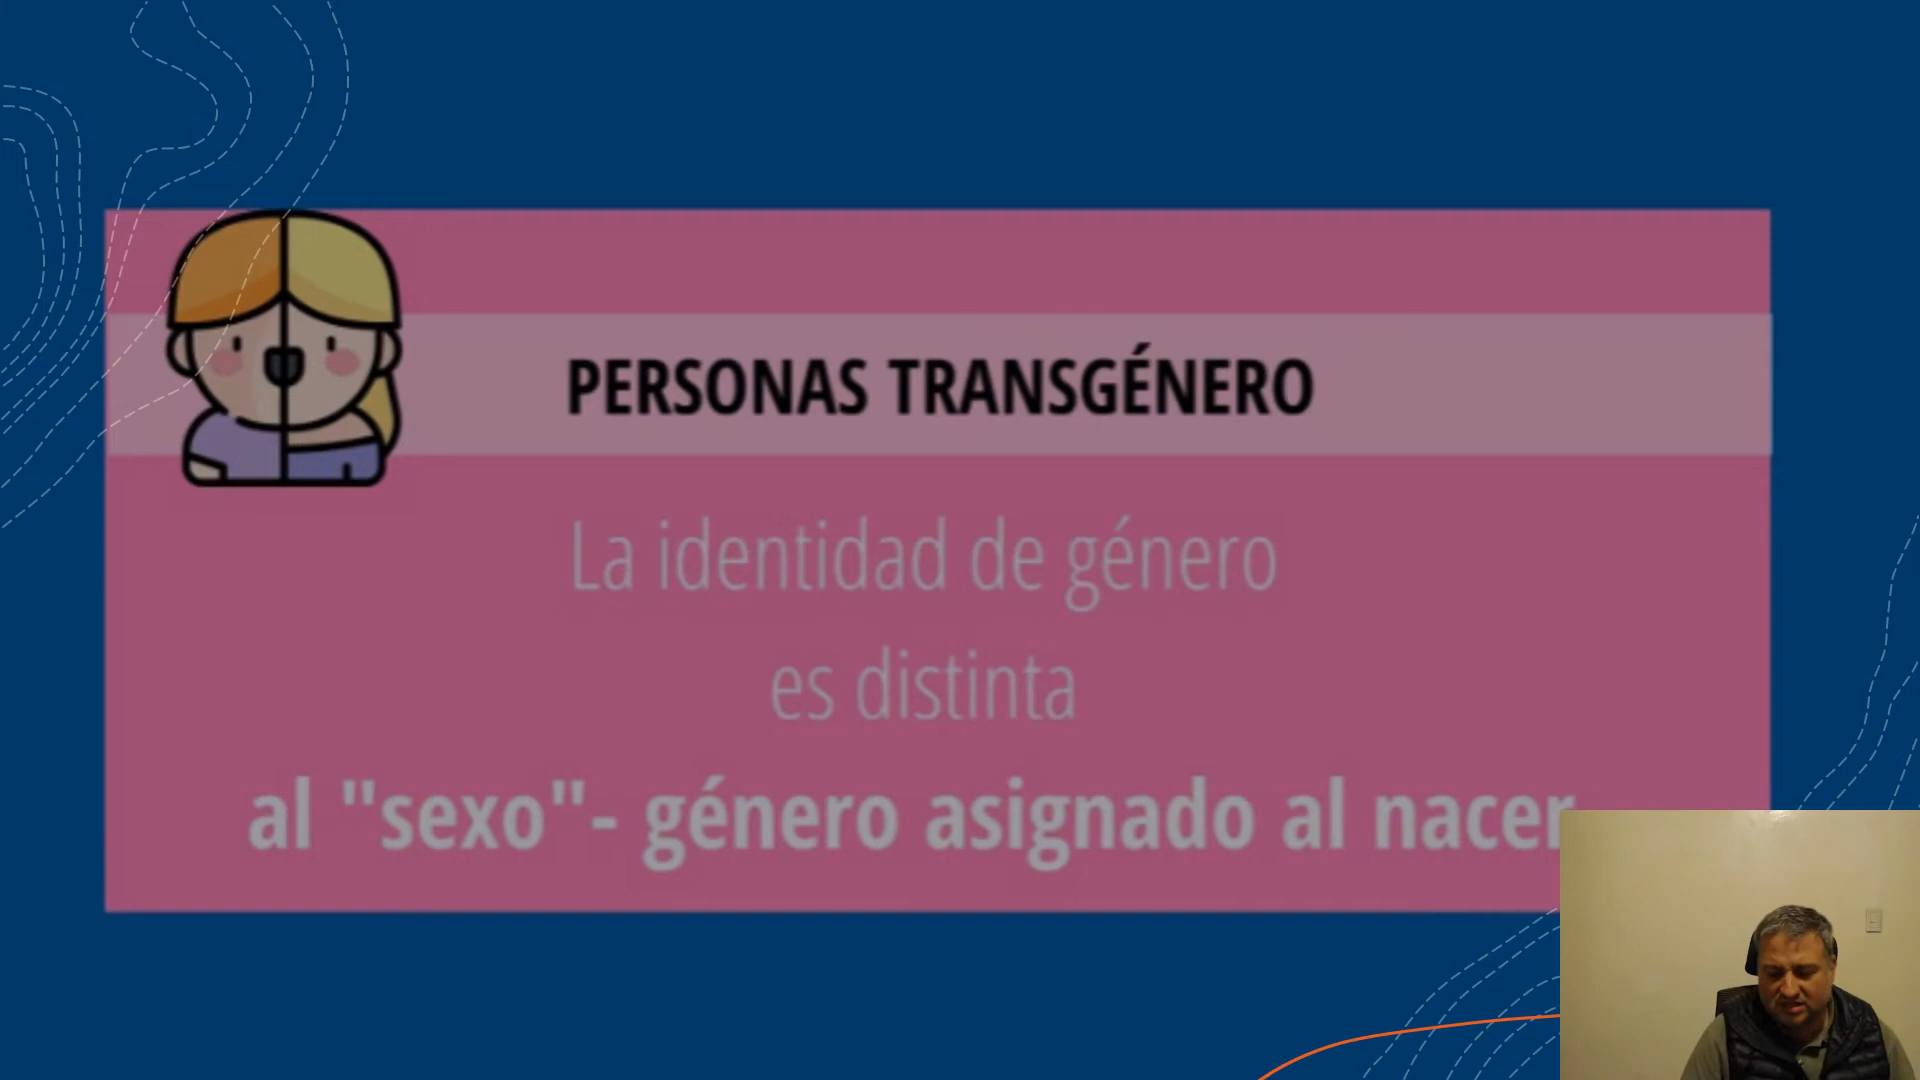 PERSONAS TRANSGÉNERO
La identidad de género
es distinta
al "sexo"- género asignado al nacer